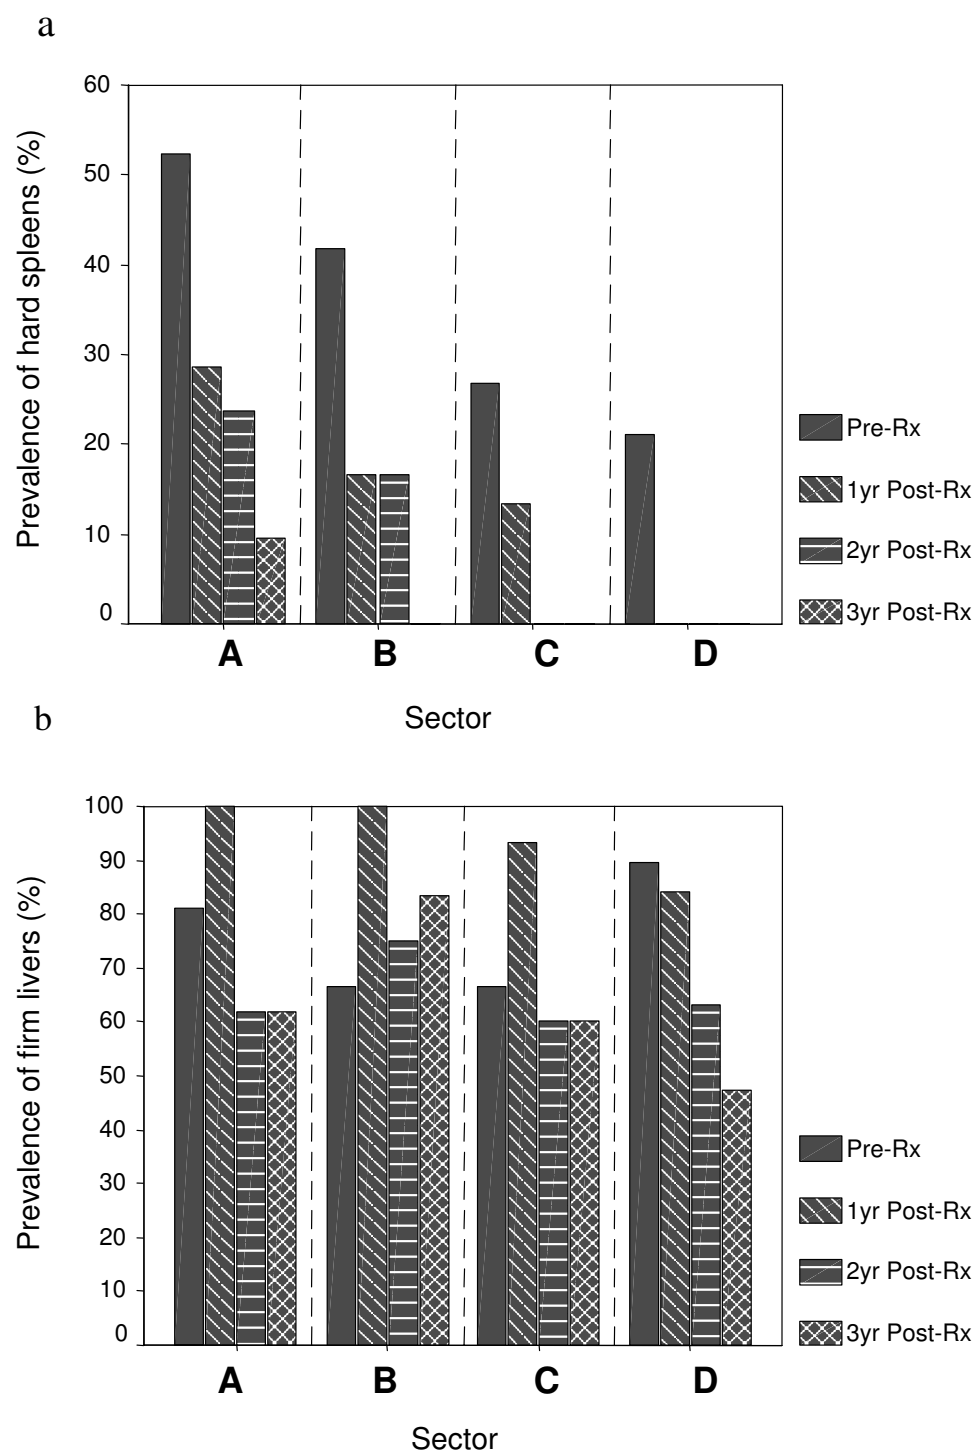 a
Prevalence of hard spleens (%)
60
50
40
30
20
10
0
A B C D
Sector
Pre-Rx
1yr Post-Rx
2yr Post-Rx
3yr Post-Rx
b
Prevalence of firm livers (%)
100
90
80
70
60
50
40
30
20
10
0
A B C D
Sector
Pre-Rx
1yr Post-Rx
2yr Post-Rx
3yr Post-Rx